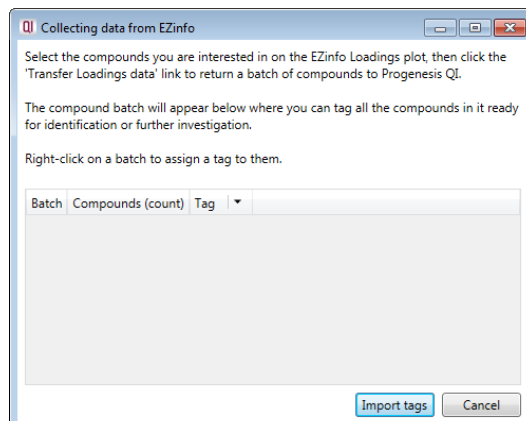 QI Collecting data from EZinfo
Select the compounds you are interested in on the EZinfo Loadings plot, then click the
'Transfer Loadings data' link to return a batch of compounds to Progenesis QI.
The compound batch will appear below where you can tag all the compounds in it ready
for identification or further investigation.
Right-click on a batch to assign a tag to them.
Batch Compounds (count) Tag
Import tags Cancel